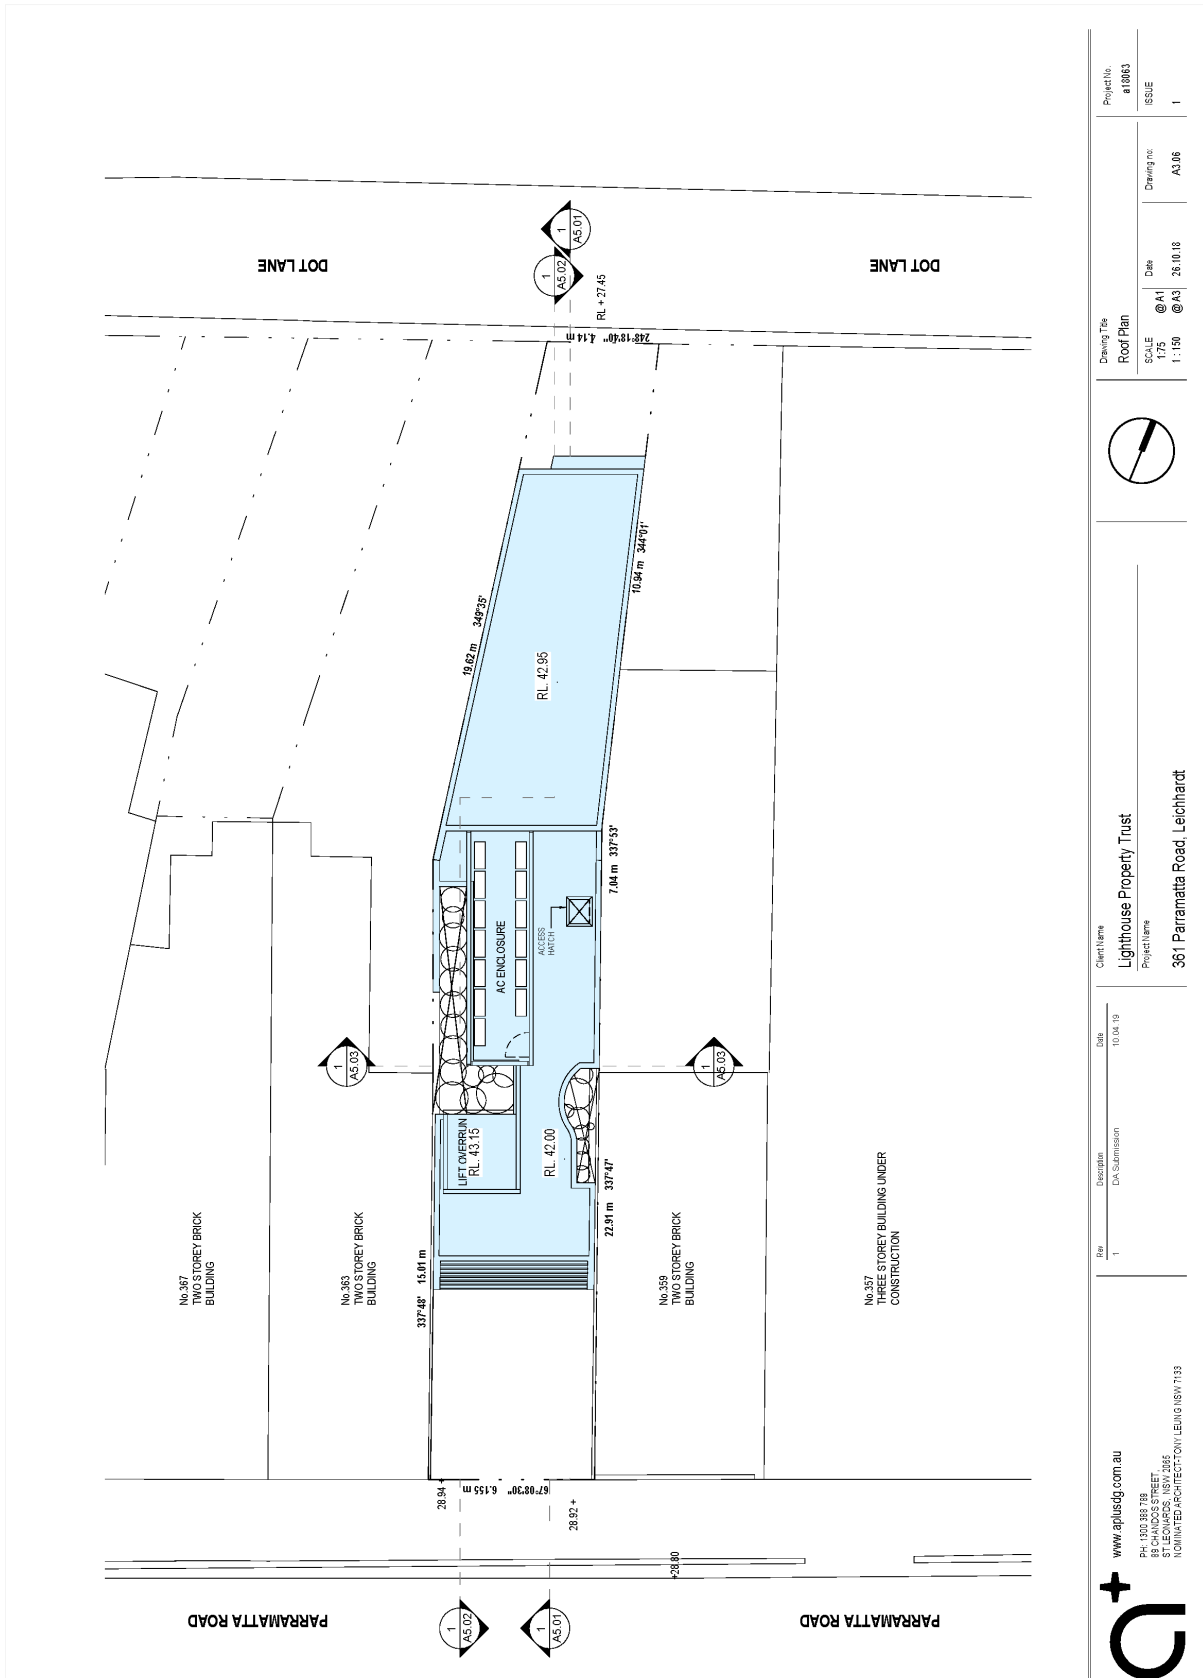 DOT LANE
DOT LANE
1
A5.01
1
A5.02
RL + 27.45
248°18'40" 4.14 m
19.62 m 349°35'
10.94 m 344°01'
RL. 42.95
7.04 m 337°53'
AC ENCLOSURE
ACCESS
HATCH
1
A5.03
1
A5.03
LIFT OVERRUN
RL. 43.15
RL. 42.00
22.91 m 337°47'
337°48' 15.01 m
No.367
TWO STOREY BRICK
BUILDING
No.363
TWO STOREY BRICK
BUILDING
No.359
TWO STOREY BRICK
BUILDING
No.357
THREE STOREY BUILDING UNDER
CONSTRUCTION
67°08'30" 6.155 m
28.94 +
28.92 +
+28.80
PARRAMATTA ROAD
PARRAMATTA ROAD
1
A5.02
1
A5.01
a+
www.aplusdg.com.au
PH: 1300 388 789
89 CHANDOS STREET,
ST LEONARDS, NSW 2065
NOMINATED ARCHITECT-TONY LEUNG NSW 7133
Rev Description Date
1 DA Submission 10.04.19
Client Name
Lighthouse Property Trust
Project Name
361 Parramatta Road, Leichhardt
Drawing Title
Roof Plan
Project No.
a18063
SCALE
1:75 @ A1
1 : 150 @ A3
Date
26.10.18
Drawing no:
A3.06
ISSUE
1